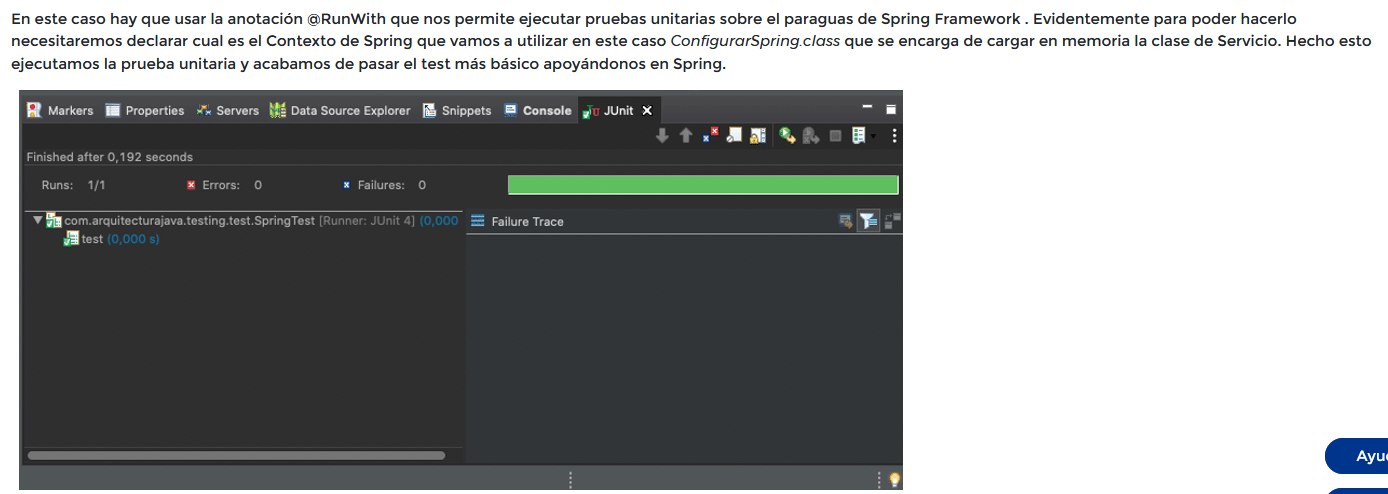 En este caso hay que usar la anotación @RunWith que nos permite ejecutar pruebas unitarias sobre el paraguas de Spring Framework . Evidentemente para poder hacerlo
necesitaremos declarar cual es el Contexto de Spring que vamos a utilizar en este caso ConfigurarSpring.class que se encarga de cargar en memoria la clase de Servicio. Hecho esto
ejecutamos la prueba unitaria y acabamos de pasar el test más básico apoyándonos en Spring.
Markers Properties Servers Data Source Explorer Snippets Console JUnit
Finished after 0,192 seconds
Runs: 1/1 Errors: 0 Failures: 0
com.arquitecturajava.testing.test.SpringTest [Runner: JUnit 4] (0,000 Failure Trace
test (0,000 s)